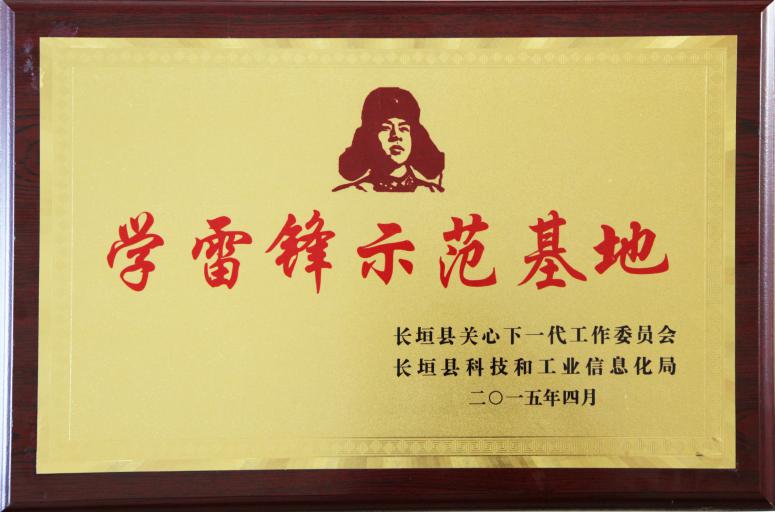 学雷锋示范基地
长垣县关心下一代工作委员会
长垣县科技和工业信息化局
二〇一五年四月